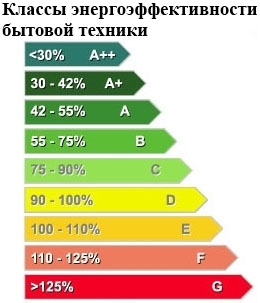 Классы энергоэффективности
бытовой техники
<30% A++
30 - 42% A+
42 - 55% A
55 - 75% B
75 - 90% C
90 - 100% D
100 - 110% E
110 - 125% F
>125% G